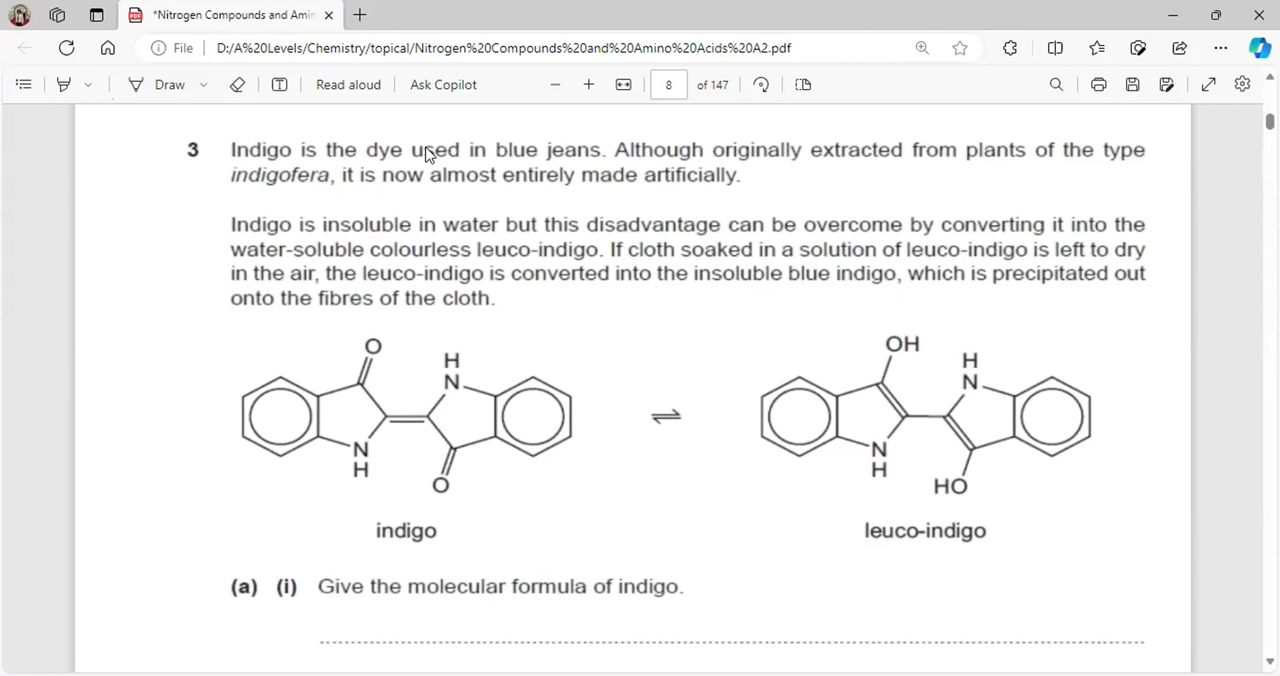 *Nitrogen Compounds and Amin
File D:/A%20Levels/Chemistry/topical/Nitrogen%20Compounds%20and%20Amino%20Acids%20A2.pdf
Draw Read aloud Ask Copilot 8 of 147
3 Indigo is the dye used in blue jeans. Although originally extracted from plants of the type
indigofera, it is now almost entirely made artificially.
Indigo is insoluble in water but this disadvantage can be overcome by converting it into the
water-soluble colourless leuco-indigo. If cloth soaked in a solution of leuco-indigo is left to dry
in the air, the leuco-indigo is converted into the insoluble blue indigo, which is precipitated out
onto the fibres of the cloth.
O H N N H O
OH H N N H HO
indigo leuco-indigo
(a) (i) Give the molecular formula of indigo.